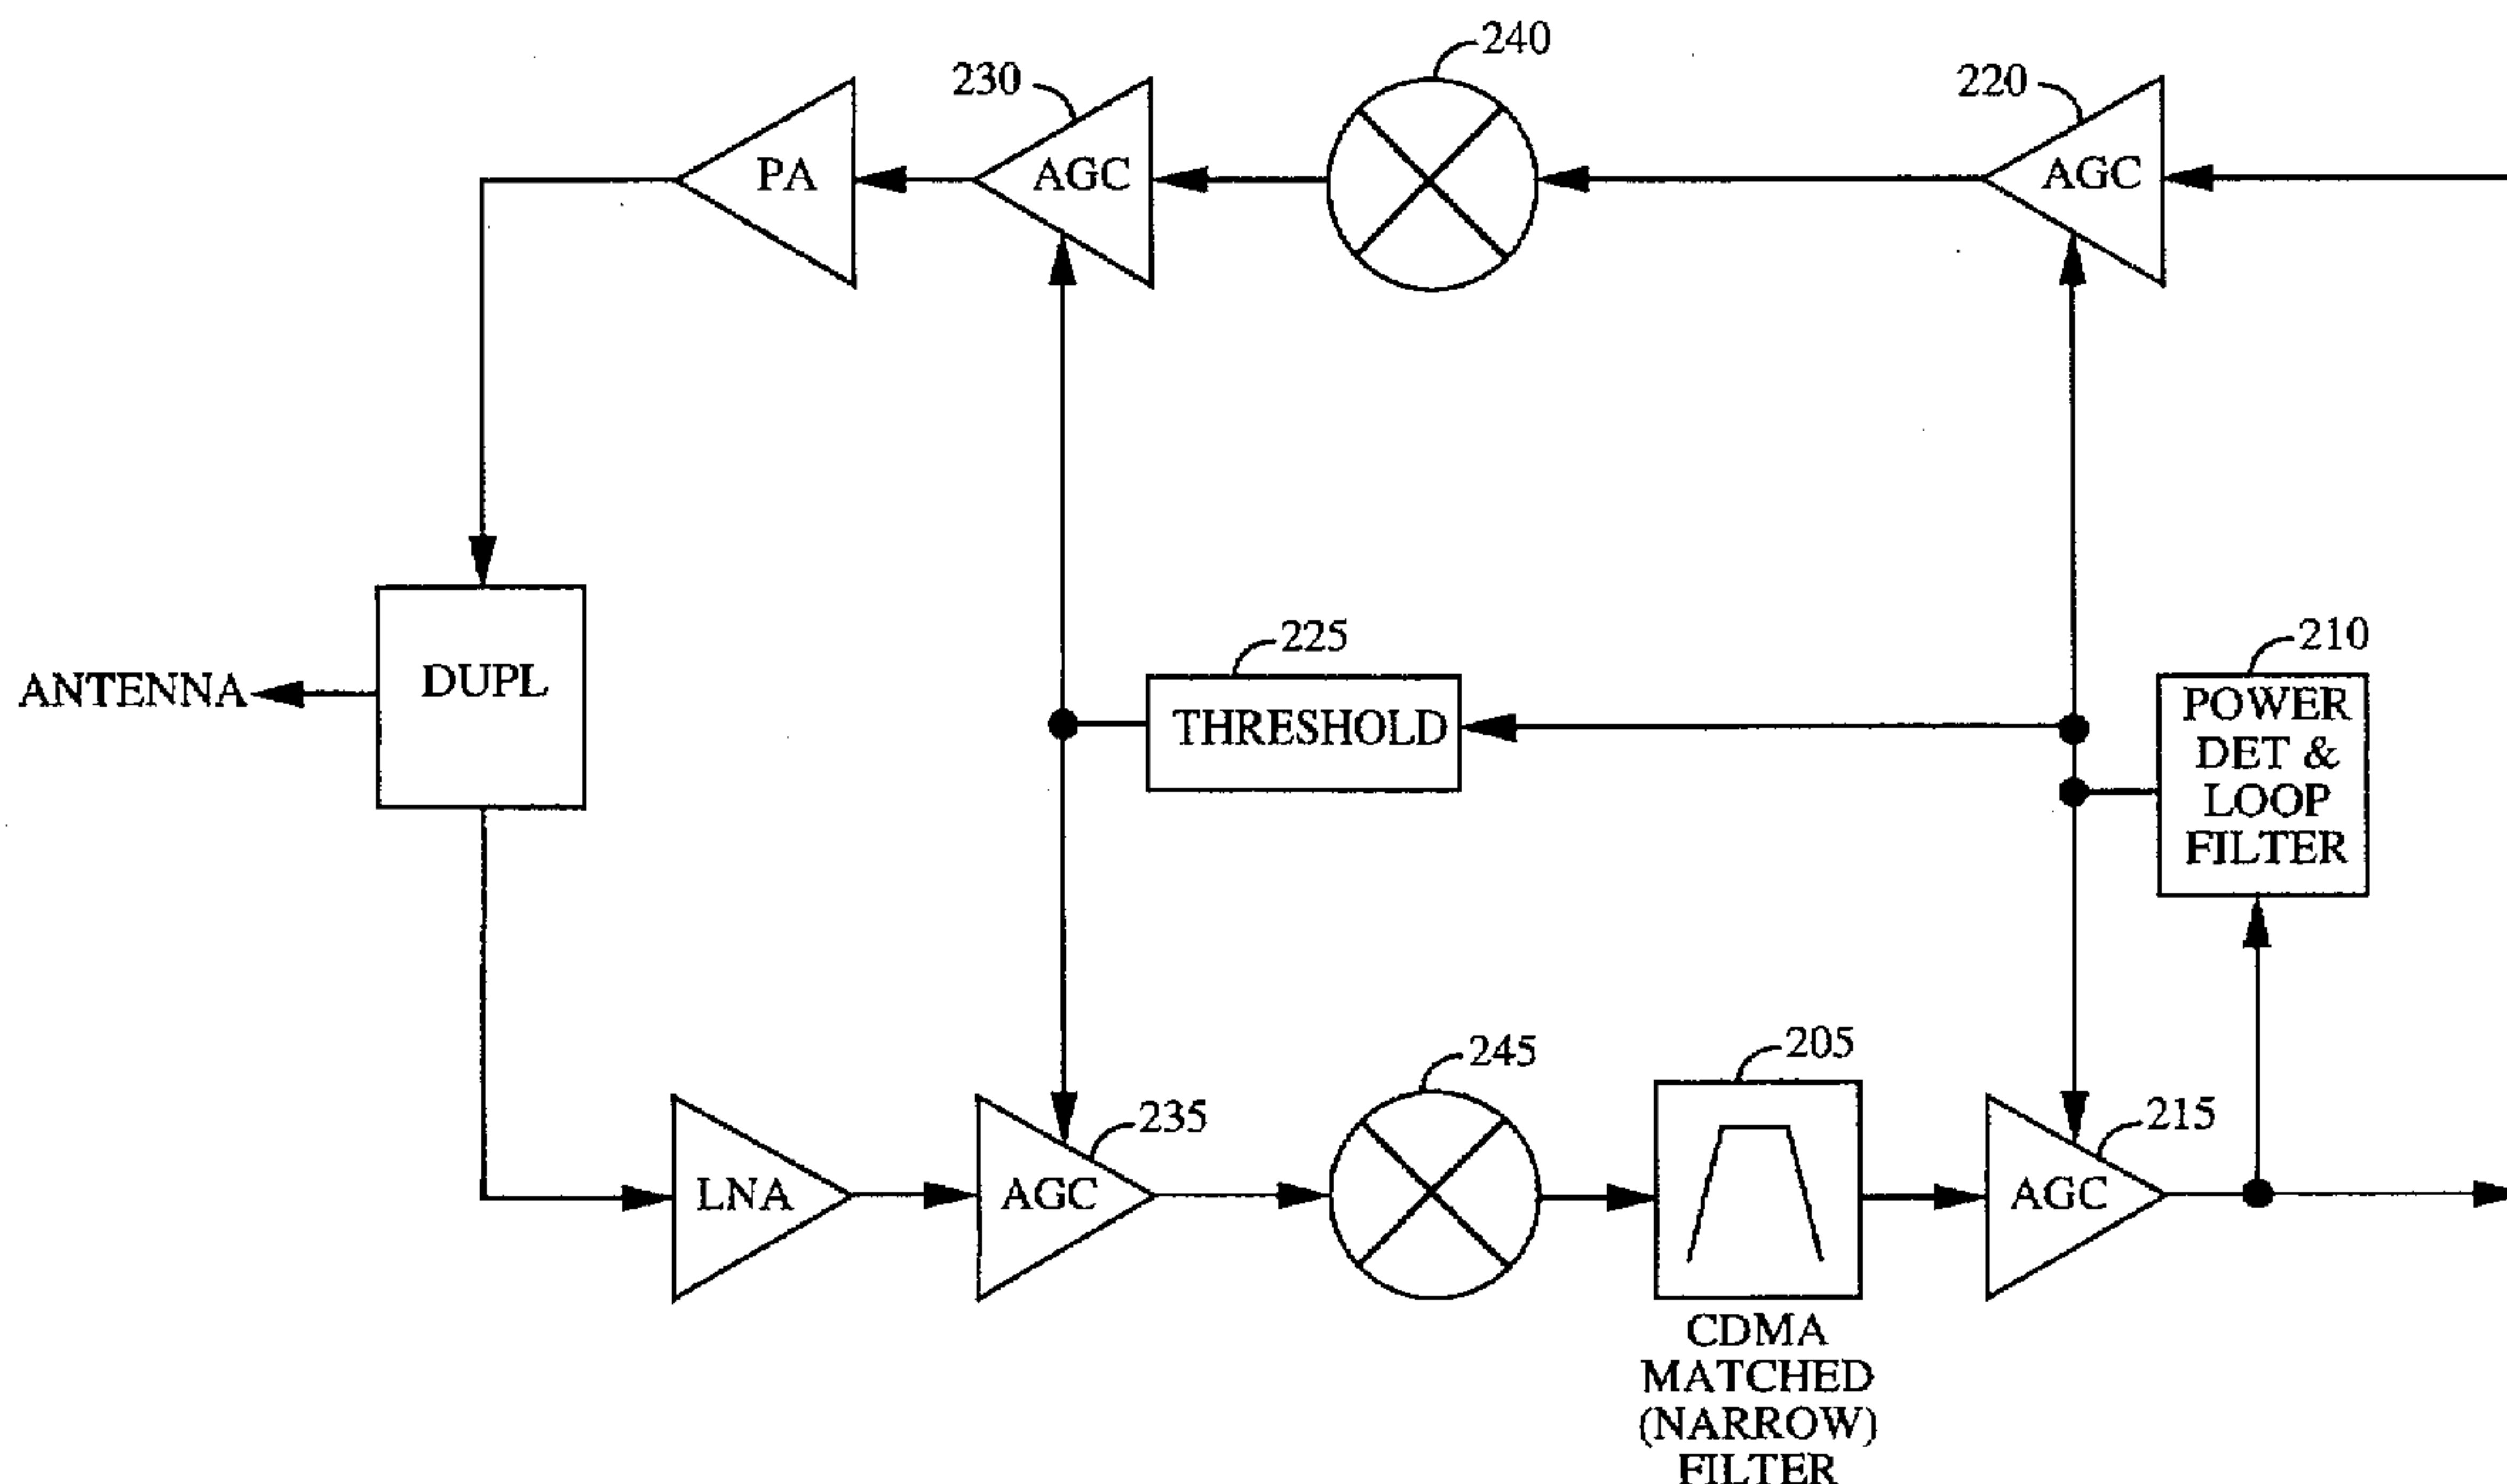 240
230
220
PA
AGC
AGC
225
210
ANTENNA
DUPL
THRESHOLD
POWER
DET &
LOOP
FILTER
245
205
235
215
LNA
AGC
AGC
CDMA
MATCHED
(NARROW)
FILTER